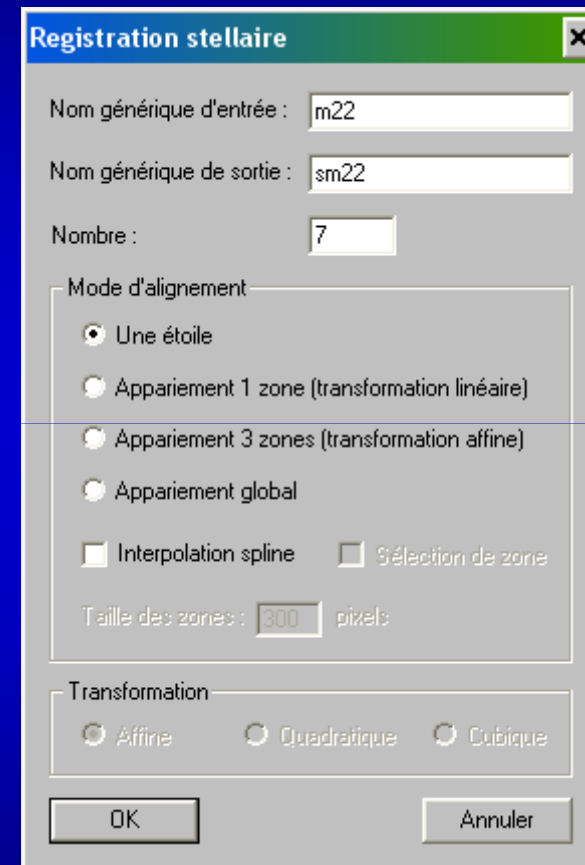 Registration stellaire
Nom générique d'entrée : m22
Nom générique de sortie : sm22
Nombre : 7
Mode d'alignement
Une étoile
Appariement 1 zone (transformation linéaire)
Appariement 3 zones (transformation affine)
Appariement global
Interpolation spline Sélection de zone
Taille des zones : 300 pixels
Transformation
Affine Quadratique Cubique
OK Annuler